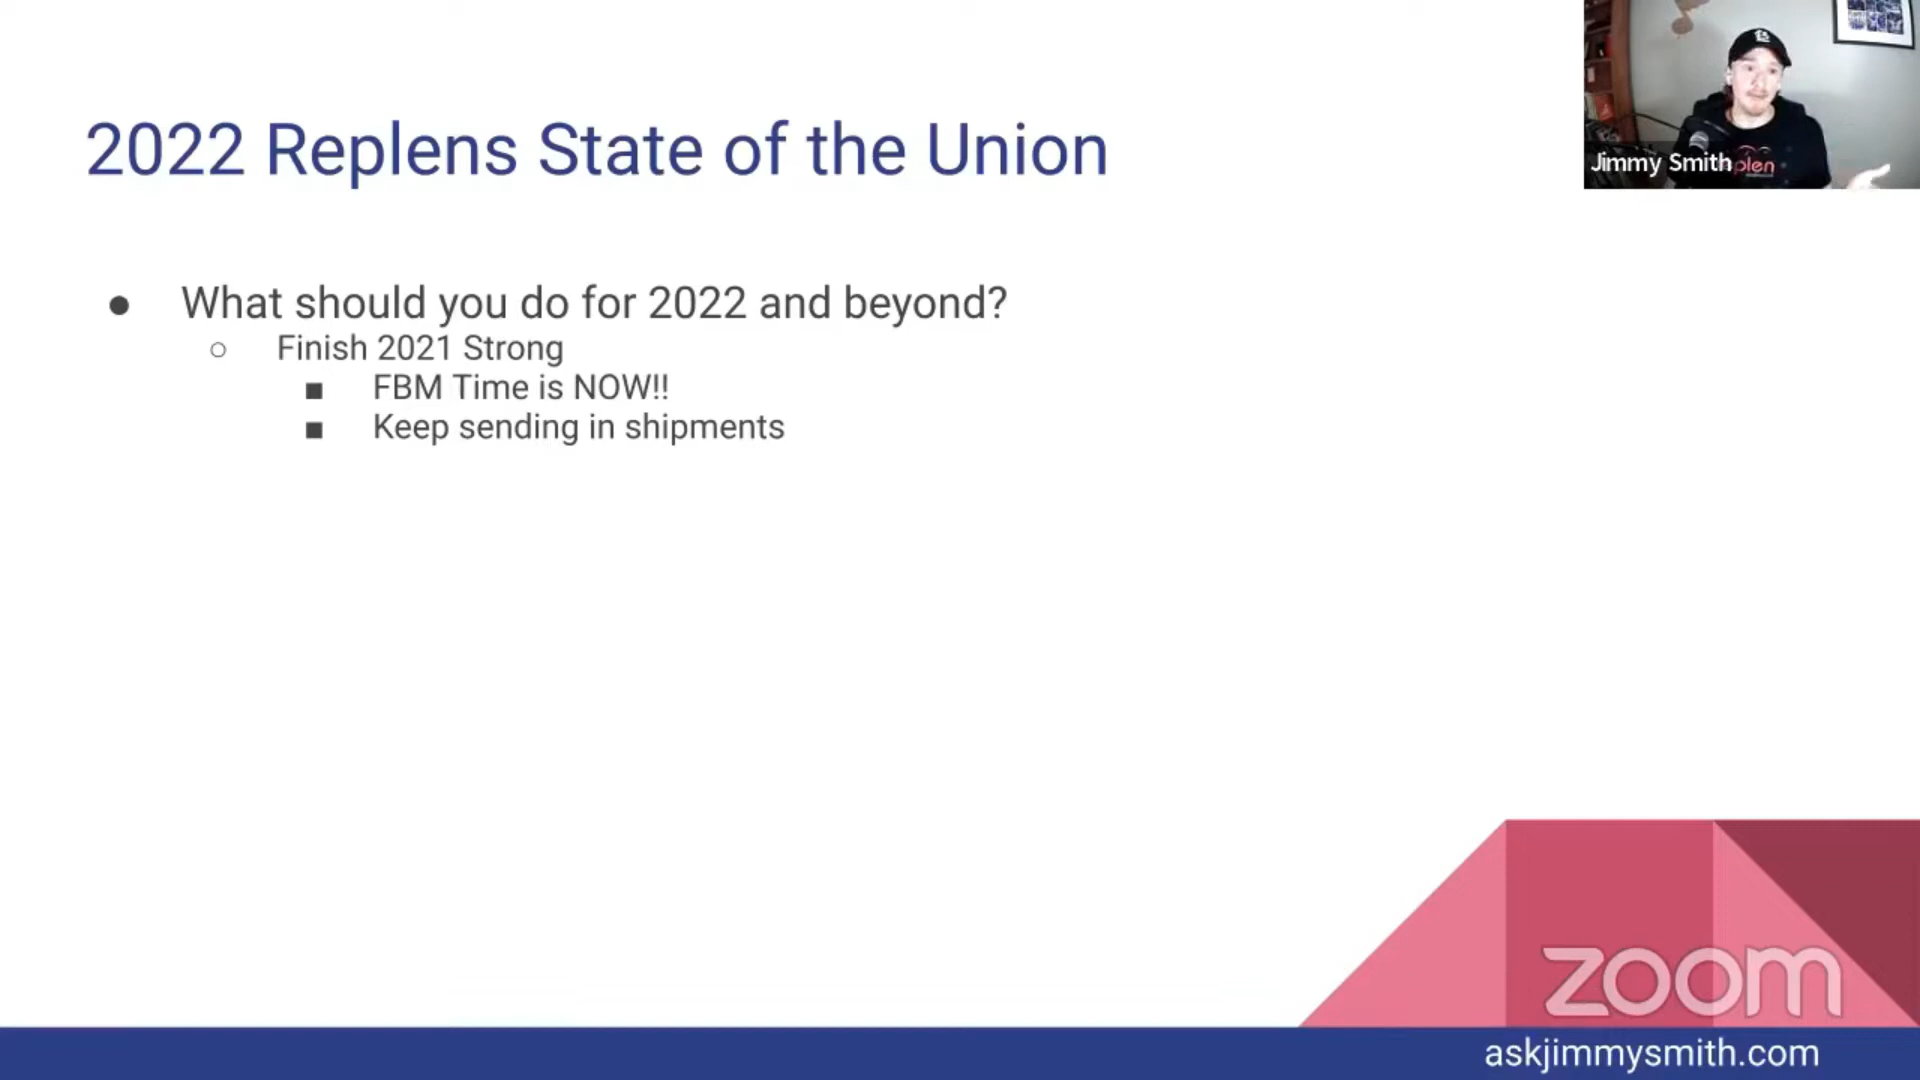 2022 Replens State of the Union
Jimmy Smith
plen
● What should you do for 2022 and beyond?
○ Finish 2021 Strong
■ FBM Time is NOW!!
■ Keep sending in shipments
zoom
askjimmysmith.com